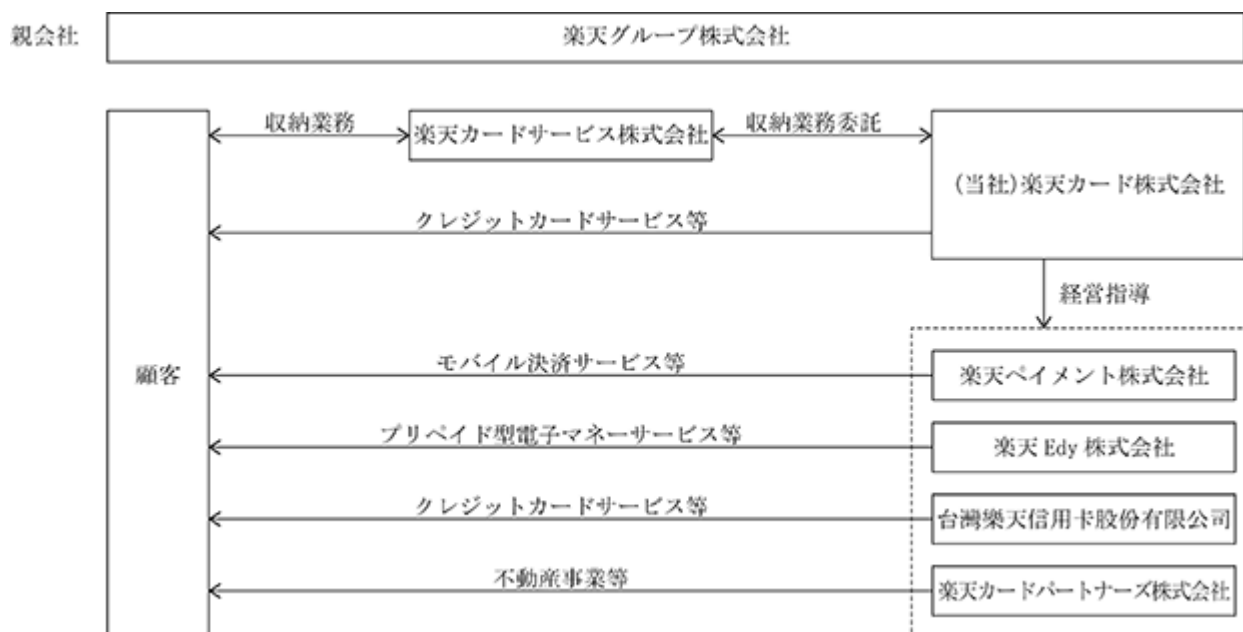 親会社
楽天グループ株式会社
収納業務
楽天カードサービス株式会社
収納業務委託
(当社)楽天カード株式会社
クレジットカードサービス等
経営指導
顧客
モバイル決済サービス等
楽天ペイメント株式会社
プリペイド型電子マネーサービス等
楽天 Edy 株式会社
クレジットカードサービス等
台灣樂天信用卡股份有限公司
不動産事業等
楽天カードパートナーズ株式会社